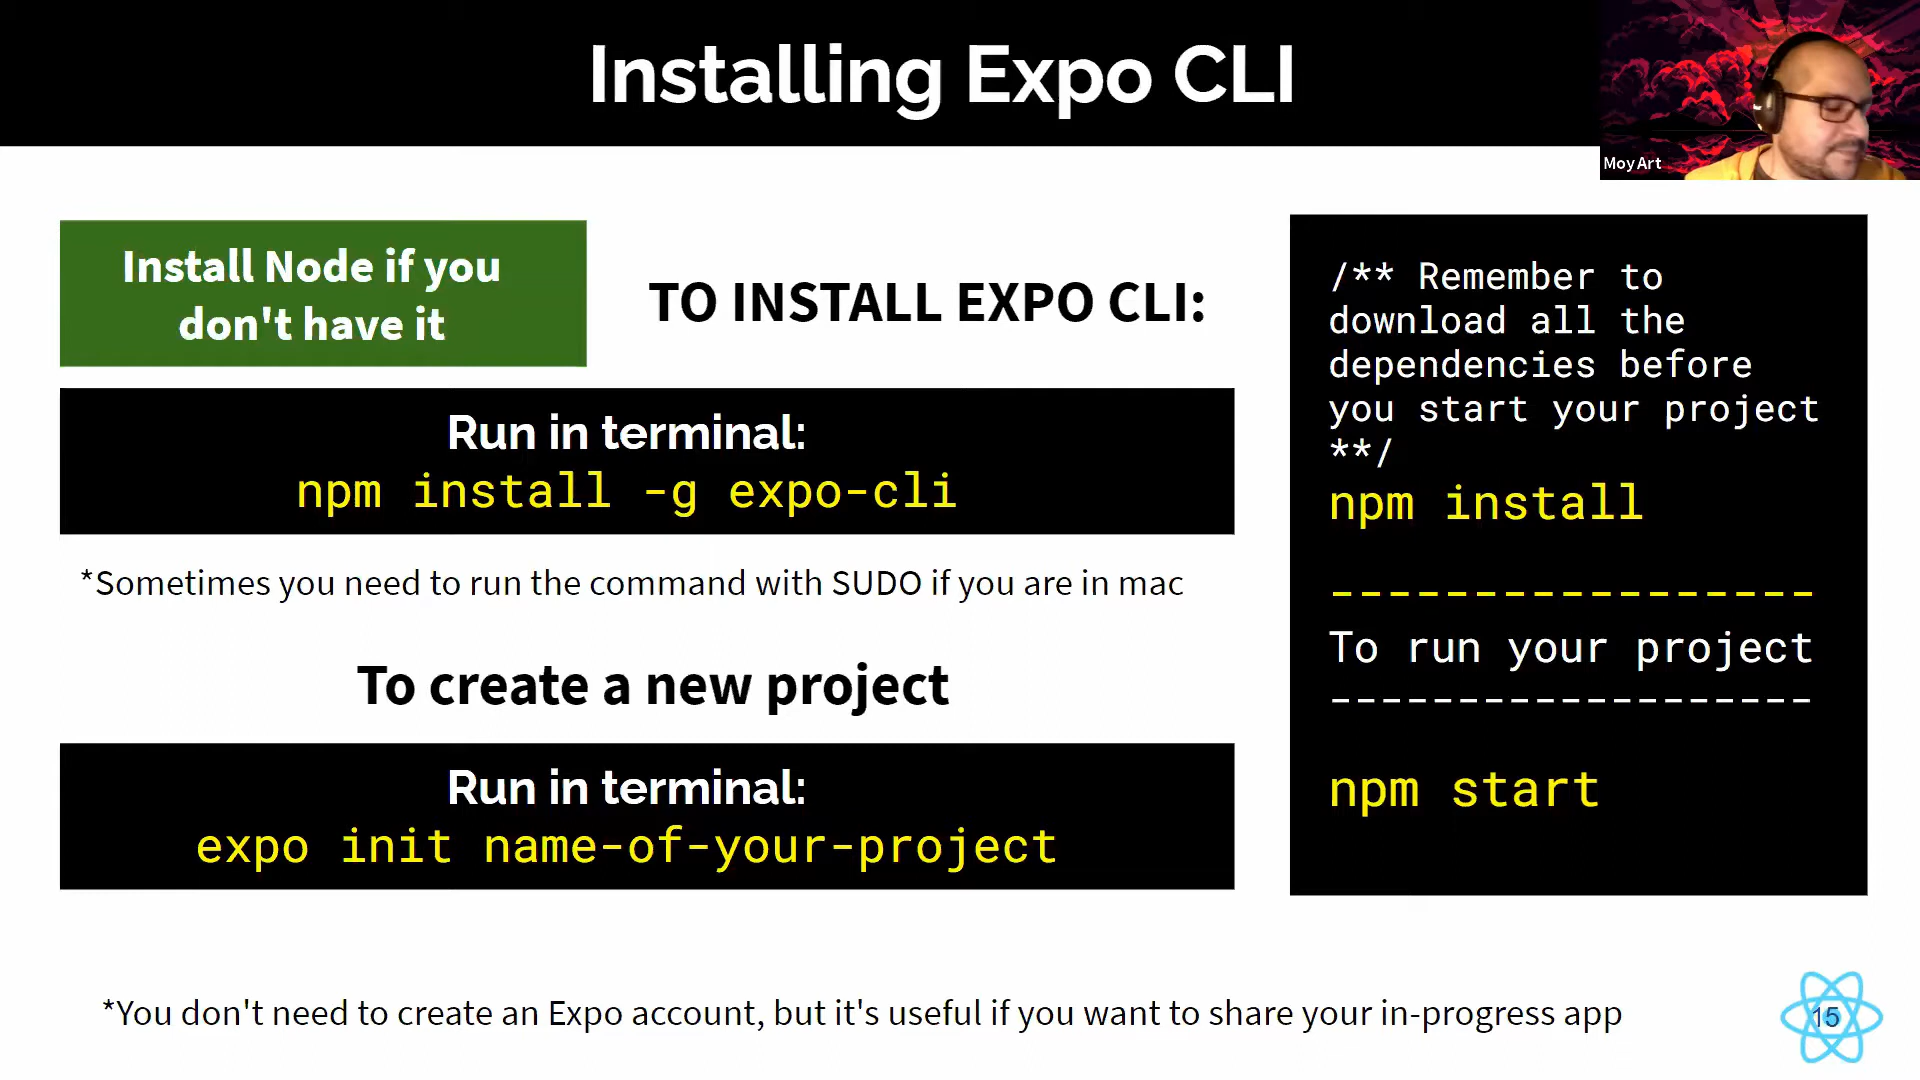 Installing Expo CLI
Moy Art
Install Node if you
don't have it
TO INSTALL EXPO CLI:
Run in terminal:
npm install -g expo-cli
*Sometimes you need to run the command with SUDO if you are in mac
To create a new project
Run in terminal:
expo init name-of-your-project
/** Remember to
download all the
dependencies before
you start your project
**/
npm install
-----------------
To run your project
------------------
npm start
*You don't need to create an Expo account, but it's useful if you want to share your in-progress app
15